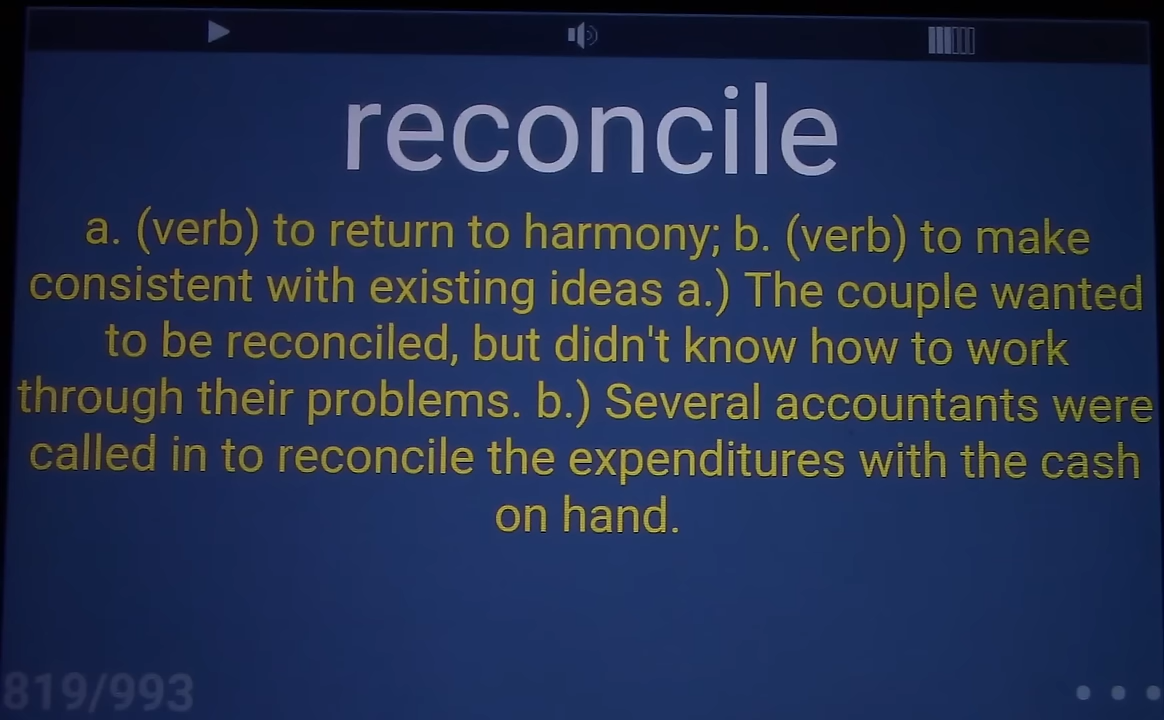 reconcile
a. (verb) to return to harmony; b. (verb) to make
consistent with existing ideas a.) The couple wanted
to be reconciled, but didn't know how to work
through their problems. b.) Several accountants were
called in to reconcile the expenditures with the cash
on hand.
819/993